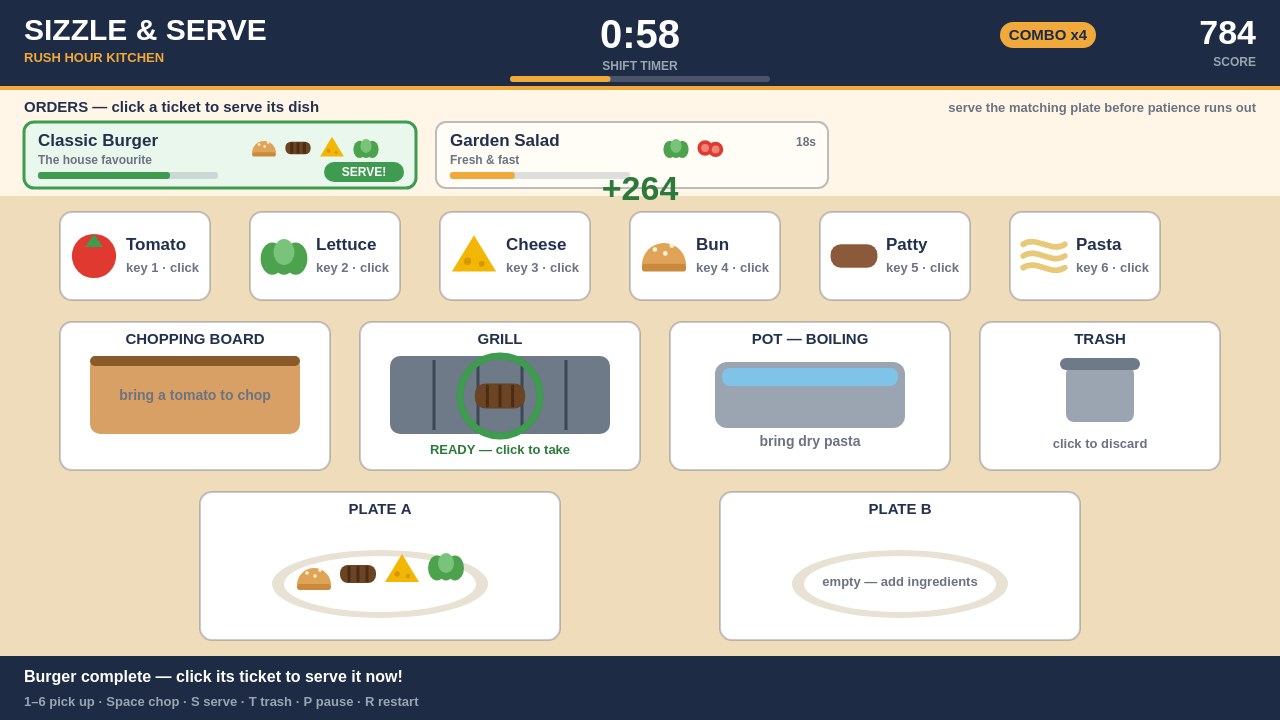 SIZZLE & SERVE
RUSH HOUR KITCHEN
0:58
SHIFT TIMER
COMBO x4
784
SCORE
ORDERS — click a ticket to serve its dish
serve the matching plate before patience runs out
Classic Burger
The house favourite
SERVE!
Garden Salad
Fresh & fast
18s
+264
Tomato
key 1 · click
Lettuce
key 2 · click
Cheese
key 3 · click
Bun
key 4 · click
Patty
key 5 · click
Pasta
key 6 · click
CHOPPING BOARD
bring a tomato to chop
GRILL
READY — click to take
POT — BOILING
bring dry pasta
TRASH
click to discard
PLATE A
PLATE B
empty — add ingredients
Burger complete — click its ticket to serve it now!
1–6 pick up · Space chop · S serve · T trash · P pause · R restart